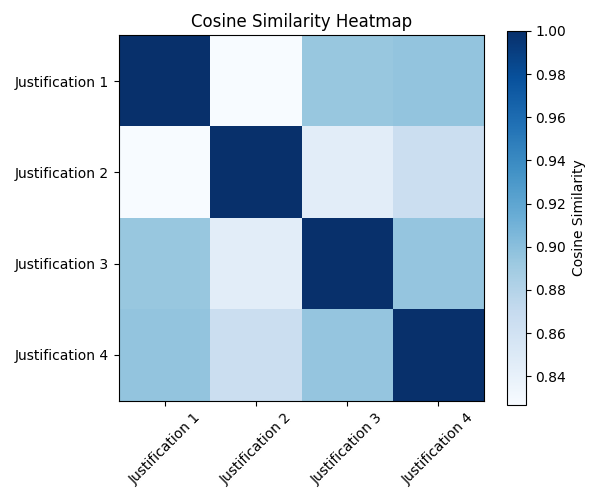 Cosine Similarity Heatmap
Justification 1
Justification 2
Justification 3
Justification 4
Justification 1
Justification 2
Justification 3
Justification 4
1.00
0.98
0.96
0.94
0.92
0.90
0.88
0.86
0.84
Cosine Similarity